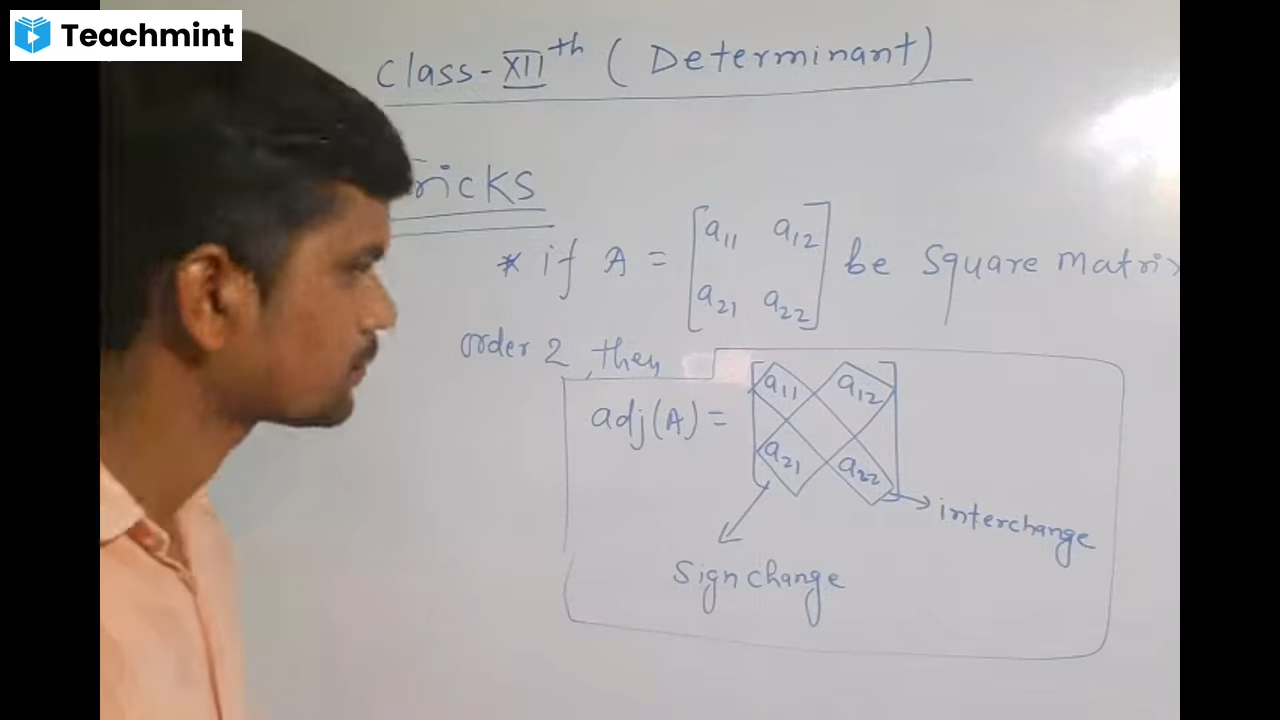 Teachmint
Class-XIIth (Determinant)
ricks
* if A = [a11 a12
a21 a22] be Square matrix
order 2, then
adj(A) = [a11 a12
a21 a22]
interchange
Sign change